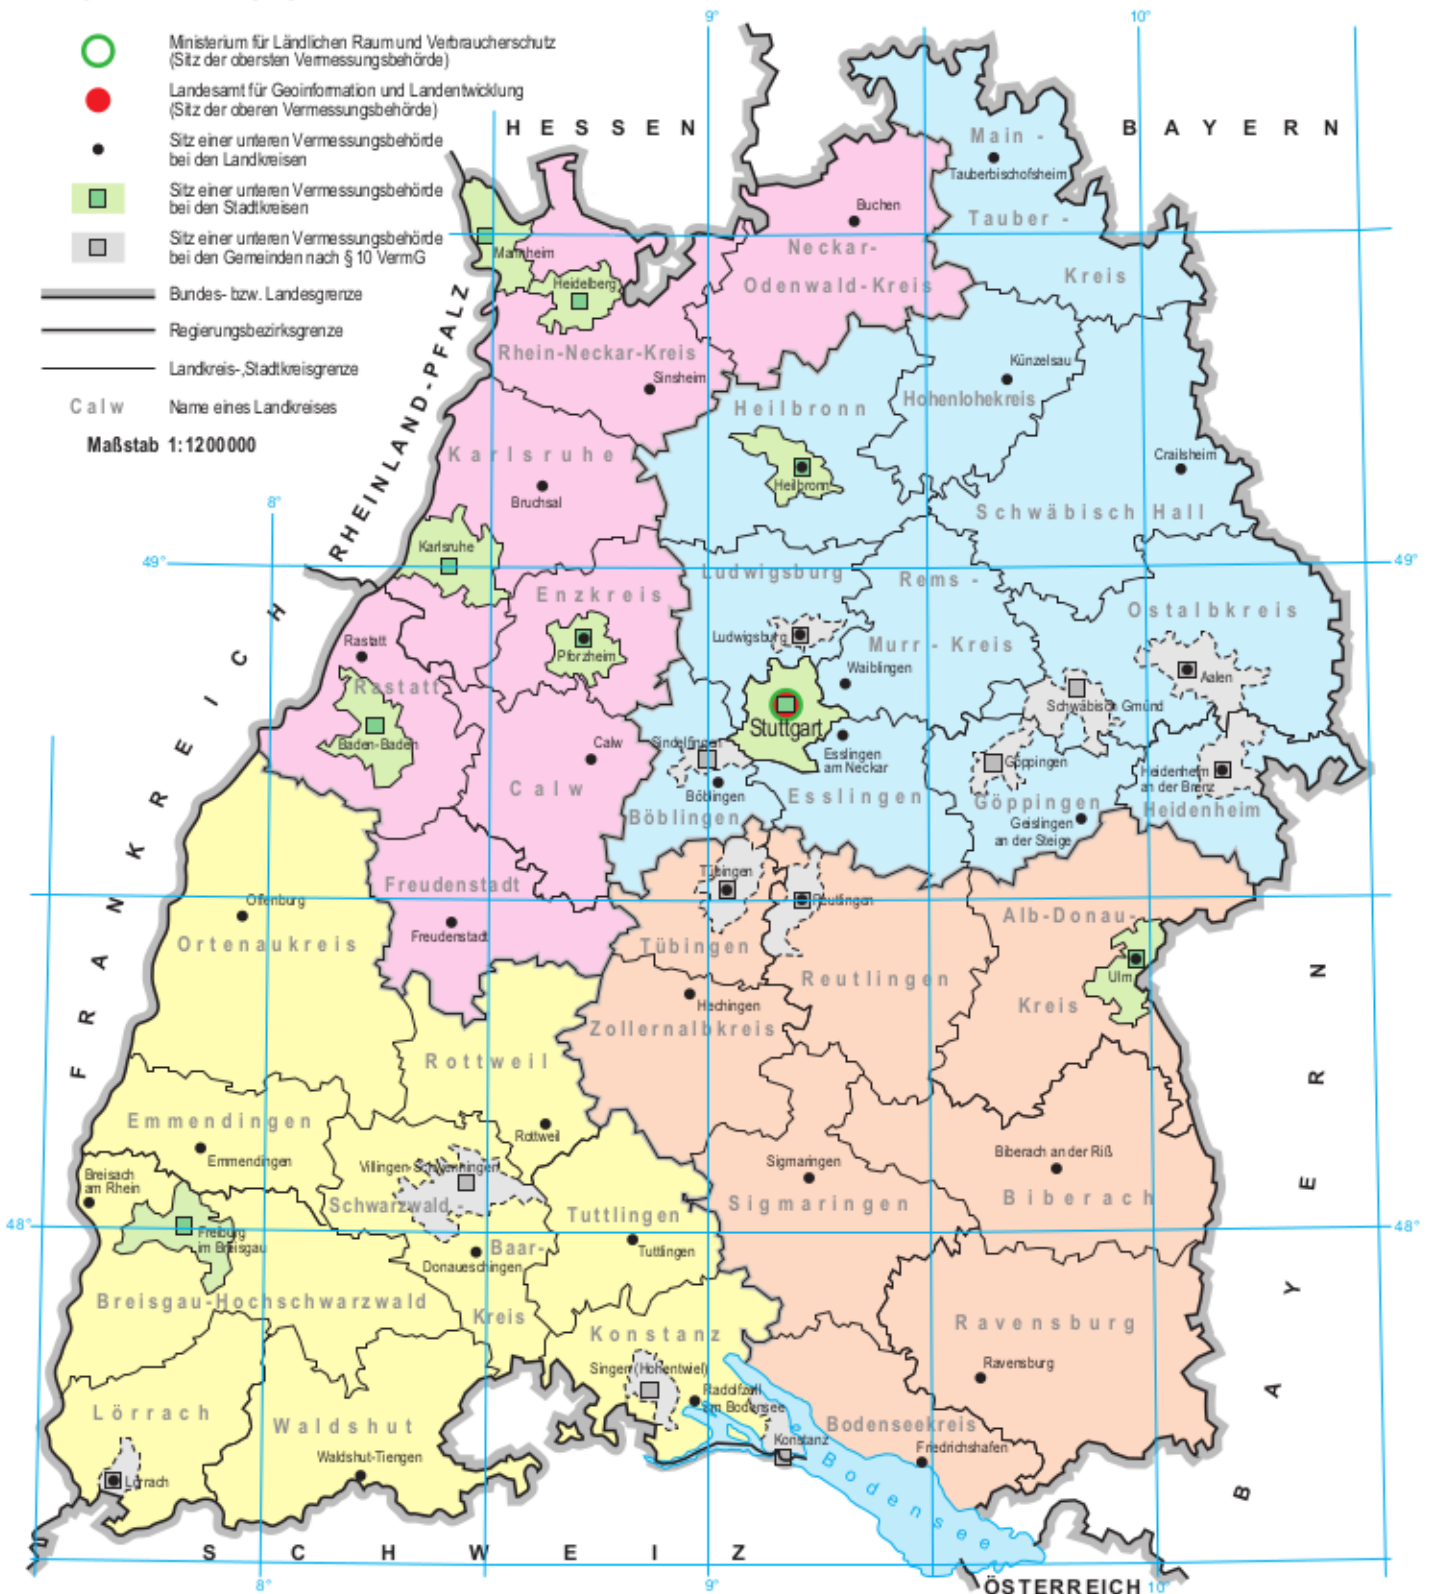 9°
10°
Ministerium für Ländlichen Raum und Verbraucherschutz
(Sitz der obersten Vermessungsbehörde)
Landesamt für Geoinformation und Landentwicklung
(Sitz der oberen Vermessungsbehörde)
Sitz einer unteren Vermessungsbehörde
bei den Landkreisen
Sitz einer unteren Vermessungsbehörde
bei den Stadtkreisen
Sitz einer unteren Vermessungsbehörde
bei den Gemeinden nach § 10 VermG
Bundes- bzw. Landesgrenze
Regierungsbezirksgrenze
Landkreis-,Stadtkreisgrenze
Calw
Name eines Landkreises
Maßstab 1:1200000
HESSEN
BAYERN
RHEINLAND-PFALZ
FRANKREICH
Main -
Tauberbischofsheim
Tauber -
Kreis
Buchen
Neckar-
Odenwald-Kreis
Mannheim
Heidelberg
Rhein-Neckar-Kreis
Sinsheim
Künzelsau
Hohenlohekreis
Heilbronn
Heilbronn
Karlsruhe
Bruchsal
Crailsheim
Schwäbisch Hall
8°
49°
49°
Karlsruhe
Enzkreis
Pforzheim
Ludwigsburg
Ludwigsburg
Rems -
Murr - Kreis
Waiblingen
Ostalbkreis
Aalen
Schwäbisch Gmünd
Rastatt
Rastatt
Baden-Baden
Stuttgart
Esslingen
am Neckar
Esslingen
Calw
Calw
Sindelfingen
Böblingen
Böblingen
Göppingen
Göppingen
Geislingen
an der Steige
Heidenheim
an der Brenz
Heidenheim
Freudenstadt
Freudenstadt
Offenburg
Ortenaukreis
Tübingen
Tübingen
Reutlingen
Reutlingen
Alb-Donau-
Kreis
Ulm
Hechingen
Zollernalbkreis
BAYERN
Rottweil
Rottweil
Emmendingen
Emmendingen
Breisach
am Rhein
Freiburg
im Breisgau
Breisgau-Hochschwarzwald
Villingen-Schwenningen
Schwarzwald -
Baar-
Kreis
Donaueschingen
Tuttlingen
Tuttlingen
Sigmaringen
Sigmaringen
Biberach an der Riß
Biberach
48°
48°
Konstanz
Singen (Hohentwiel)
Radolfzell
am Bodensee
Konstanz
Ravensburg
Ravensburg
Bodenseekreis
Friedrichshafen
Bodensee
Lörrach
Lörrach
Waldshut
Waldshut-Tiengen
SCHWEIZ
ÖSTERREICH
8°
9°
10°